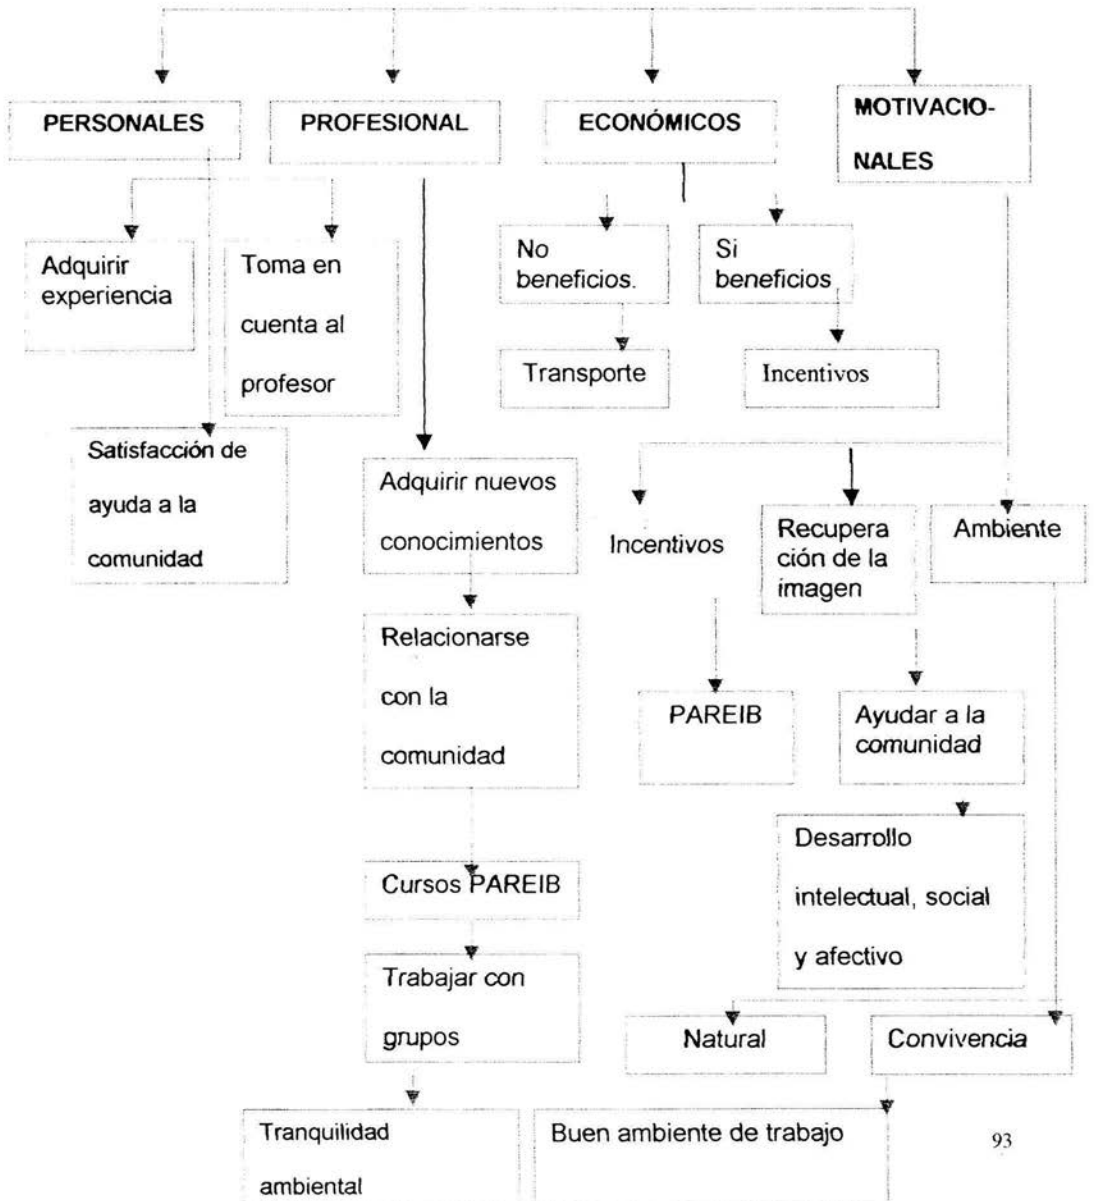 PERSONALES
PROFESIONAL
ECONÓMICOS
MOTIVACIO-
NALES
Adquirir
experiencia
Toma en
cuenta al
profesor
No
beneficios.
Si
beneficios
Transporte
Incentivos
Satisfacción de
ayuda a la
comunidad
Adquirir nuevos
conocimientos
Incentivos
Recupera
ción de la
imagen
Ambiente
Relacionarse
con la
comunidad
PAREIB
Ayudar a la
comunidad
Desarrollo
intelectual, social
y afectivo
Cursos PAREIB
Trabajar con
grupos
Natural
Convivencia
Tranquilidad
ambiental
Buen ambiente de trabajo
93